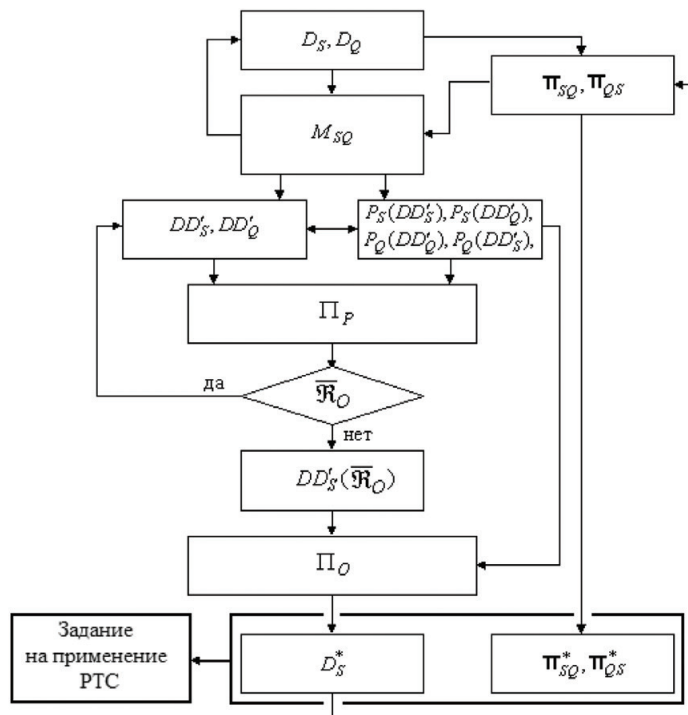 D_S, D_Q
π_SQ, π_QS
M_SQ
DD'_S, DD'_Q
P_S(DD'_S), P_S(DD'_Q),
P_Q(DD'_Q), P_Q(DD'_S),
Π_P
да
ℜ̅_O
нет
DD'_S(ℜ̅_O)
Π_O
Задание
на применение
РТС
D*_S
π*_SQ, π*_QS